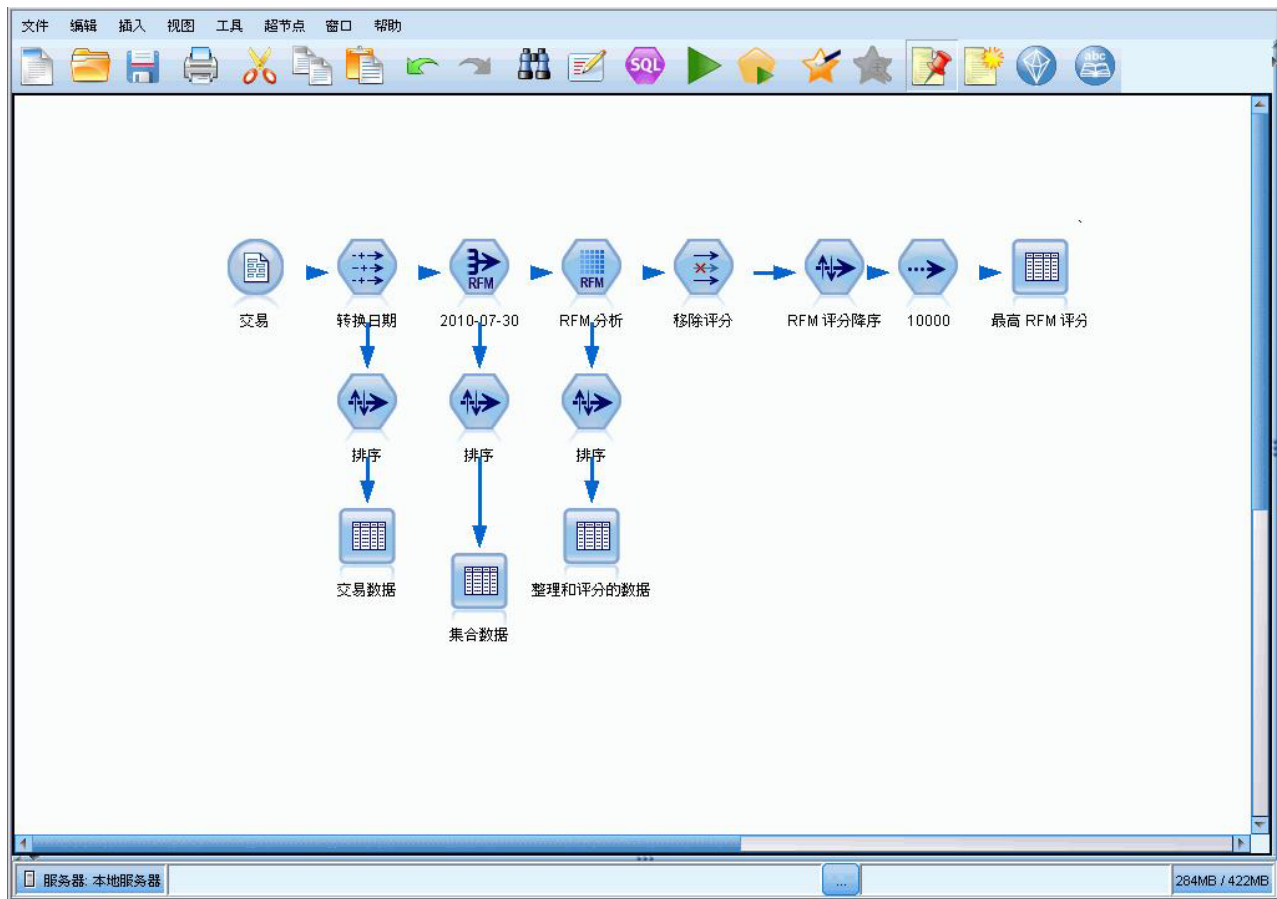 文件 编辑 插入 视图 工具 超节点 窗口 帮助
SQL
abc
RFM
RFM
交易 转换日期 2010-07-30 RFM 分析 移除评分 RFM 评分降序 10000 最高 RFM 评分
排序 排序 排序
交易数据 整理和评分的数据
集合数据
服务器: 本地服务器 ... 284MB / 422MB